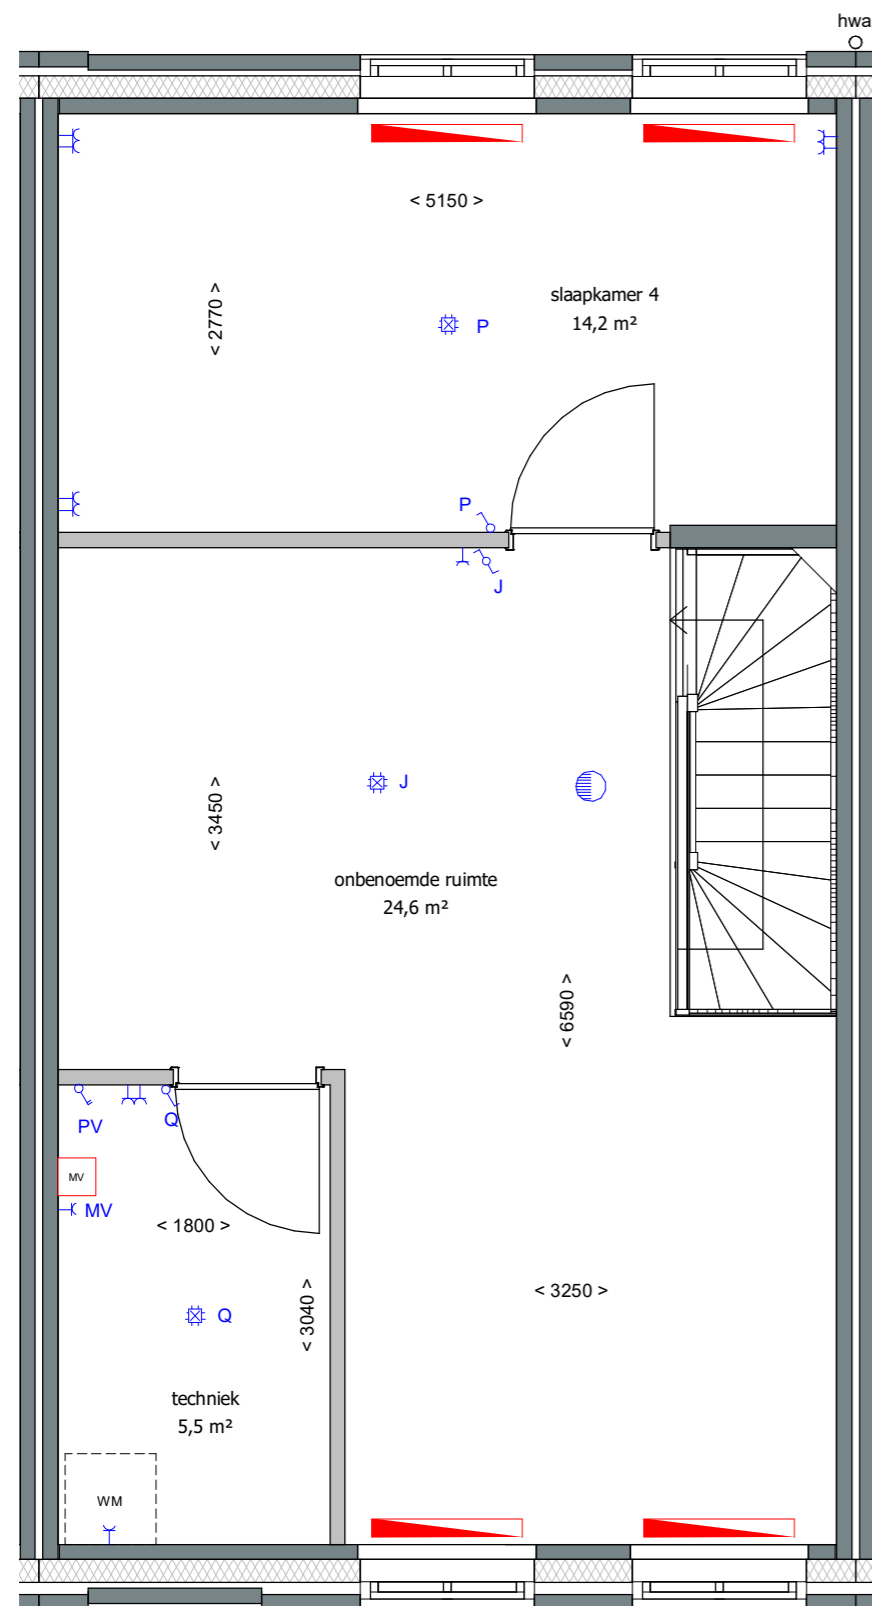 hwa
< 5150 >
< 2770 >
slaapkamer 4
14,2 m²
P
P
J
J
< 3450 >
onbenoemde ruimte
24,6 m²
< 6590 >
PV
Q
MV
MV
< 1800 >
< 3040 >
< 3250 >
Q
techniek
5,5 m²
WM